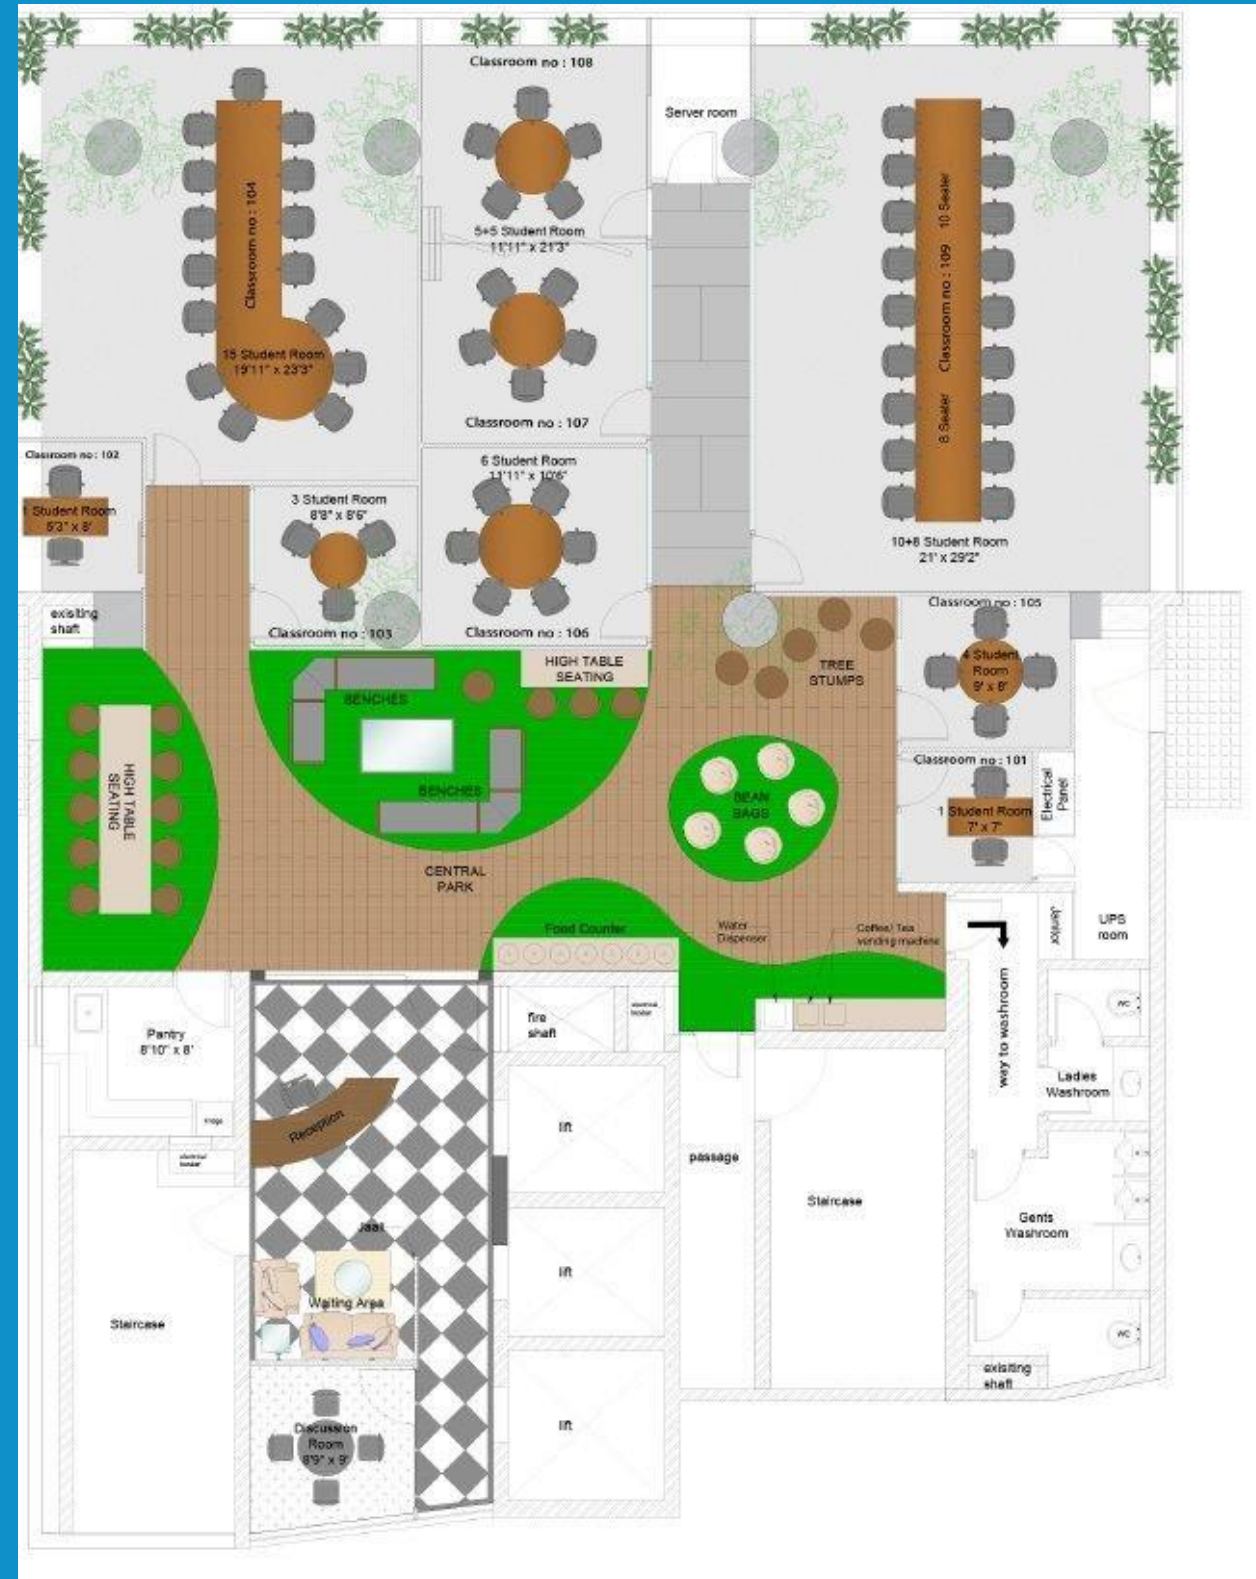 Classroom no : 108
Server room
Classroom no : 104
5+5 Student Room
11'11" x 21'3"
10 Seater
Classroom no : 109
8 Seater
15 Student Room
19'11" x 23'3"
Classroom no : 107
Classroom no : 102
1 Student Room
8'
6 Student Room
11'11" x 10'6"
3 Student Room
8'8" x 8'6"
10+8 Student Room
21' x 29'2"
exisiting
shaft
Classroom no : 103
Classroom no : 106
Classroom no : 105
4 Student
Room
9' x 8'
HIGH TABLE
SEATING
TREE
STUMPS
BENCHES
HIGH TABLE
SEATING
BENCHES
BEAN
BAGS
Classroom no : 101
1 Student Room
7' x 7'
Electrical
Panel
CENTRAL
PARK
Food Counter
Water
Dispenser
Coffee/ Tea
vending machine
Janitor
UPS
room
way to washroom
WC
Pantry
8'10" x 8'
fire
shaft
Ladies
Washroom
Reception
lift
passage
Staircase
Gents
Washroom
Jaali
lift
Waiting Area
Staircase
WC
exisiting
shaft
lift
Discussion
Room
8'9" x 9'